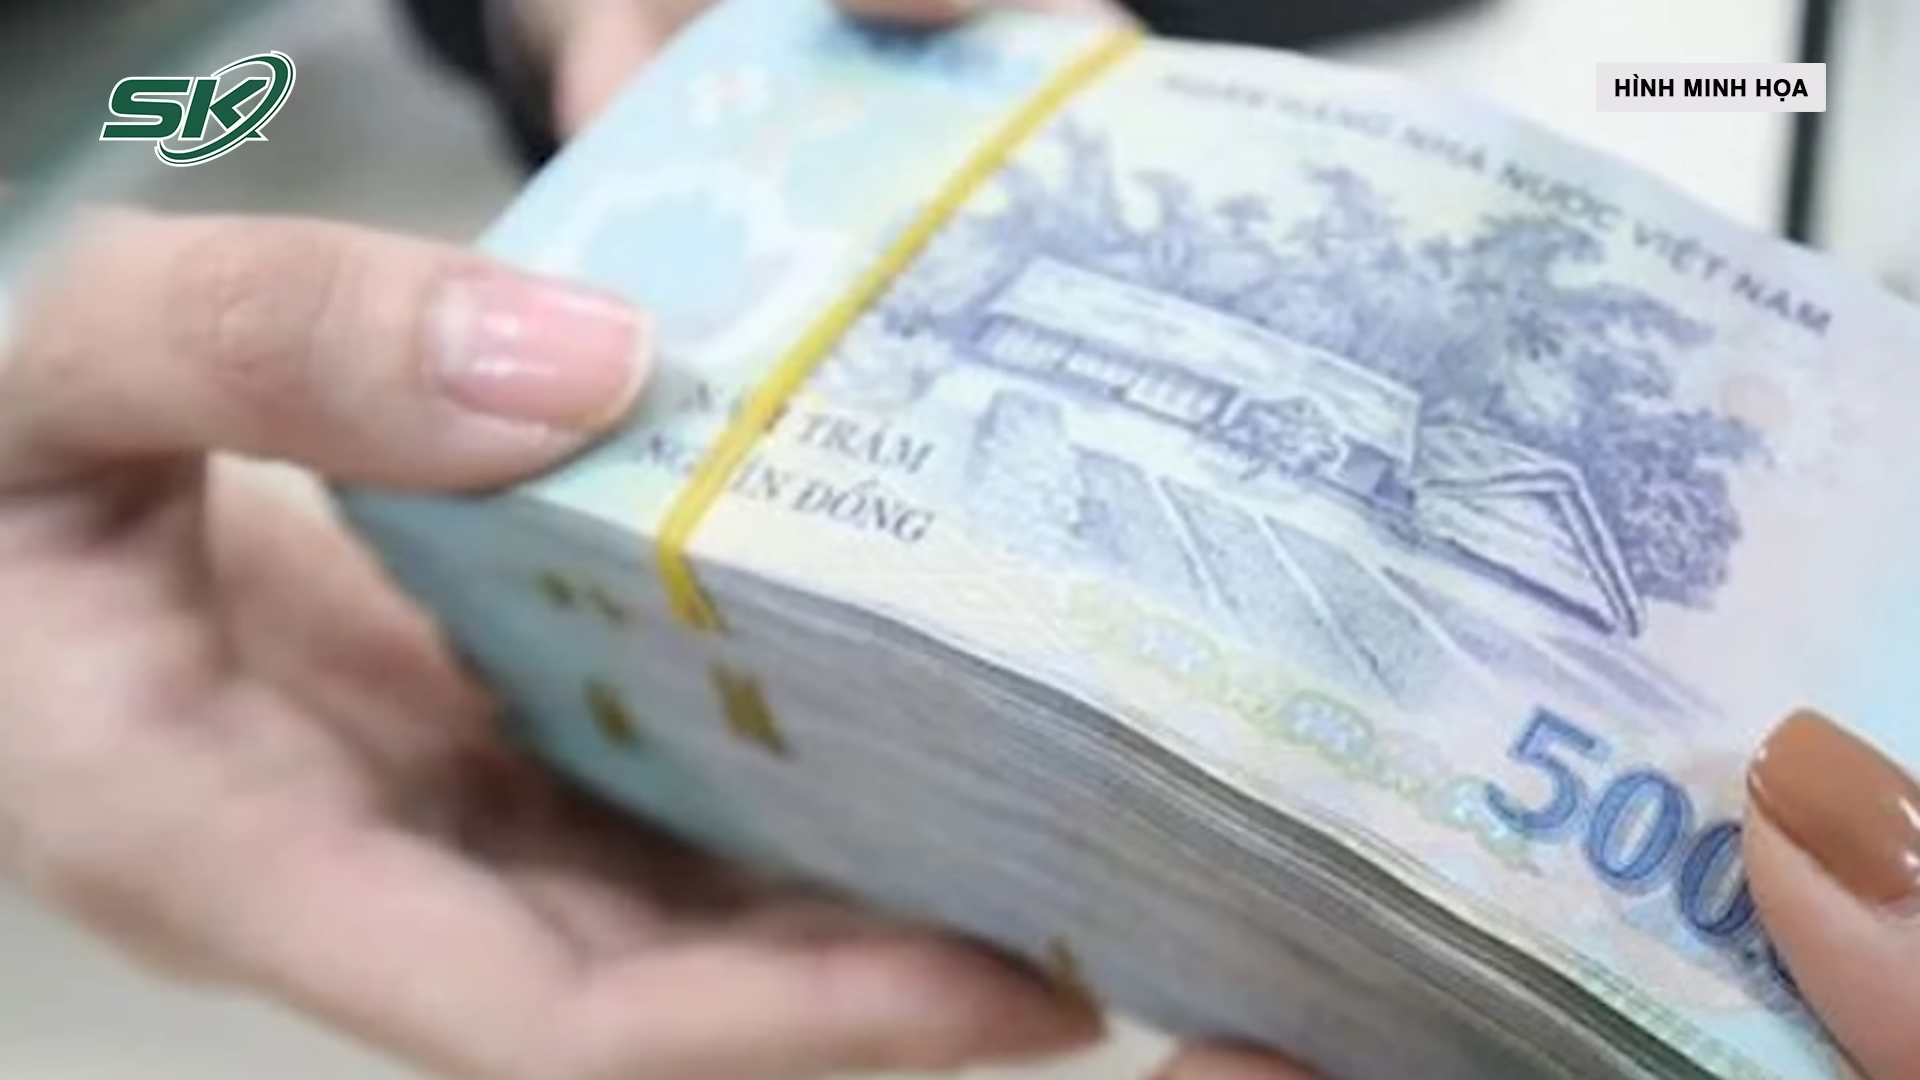 SK
HÌNH MINH HỌA
NGÂN HÀNG NHÀ NƯỚC VIỆT NAM
TRĂM
ĐỒNG
500